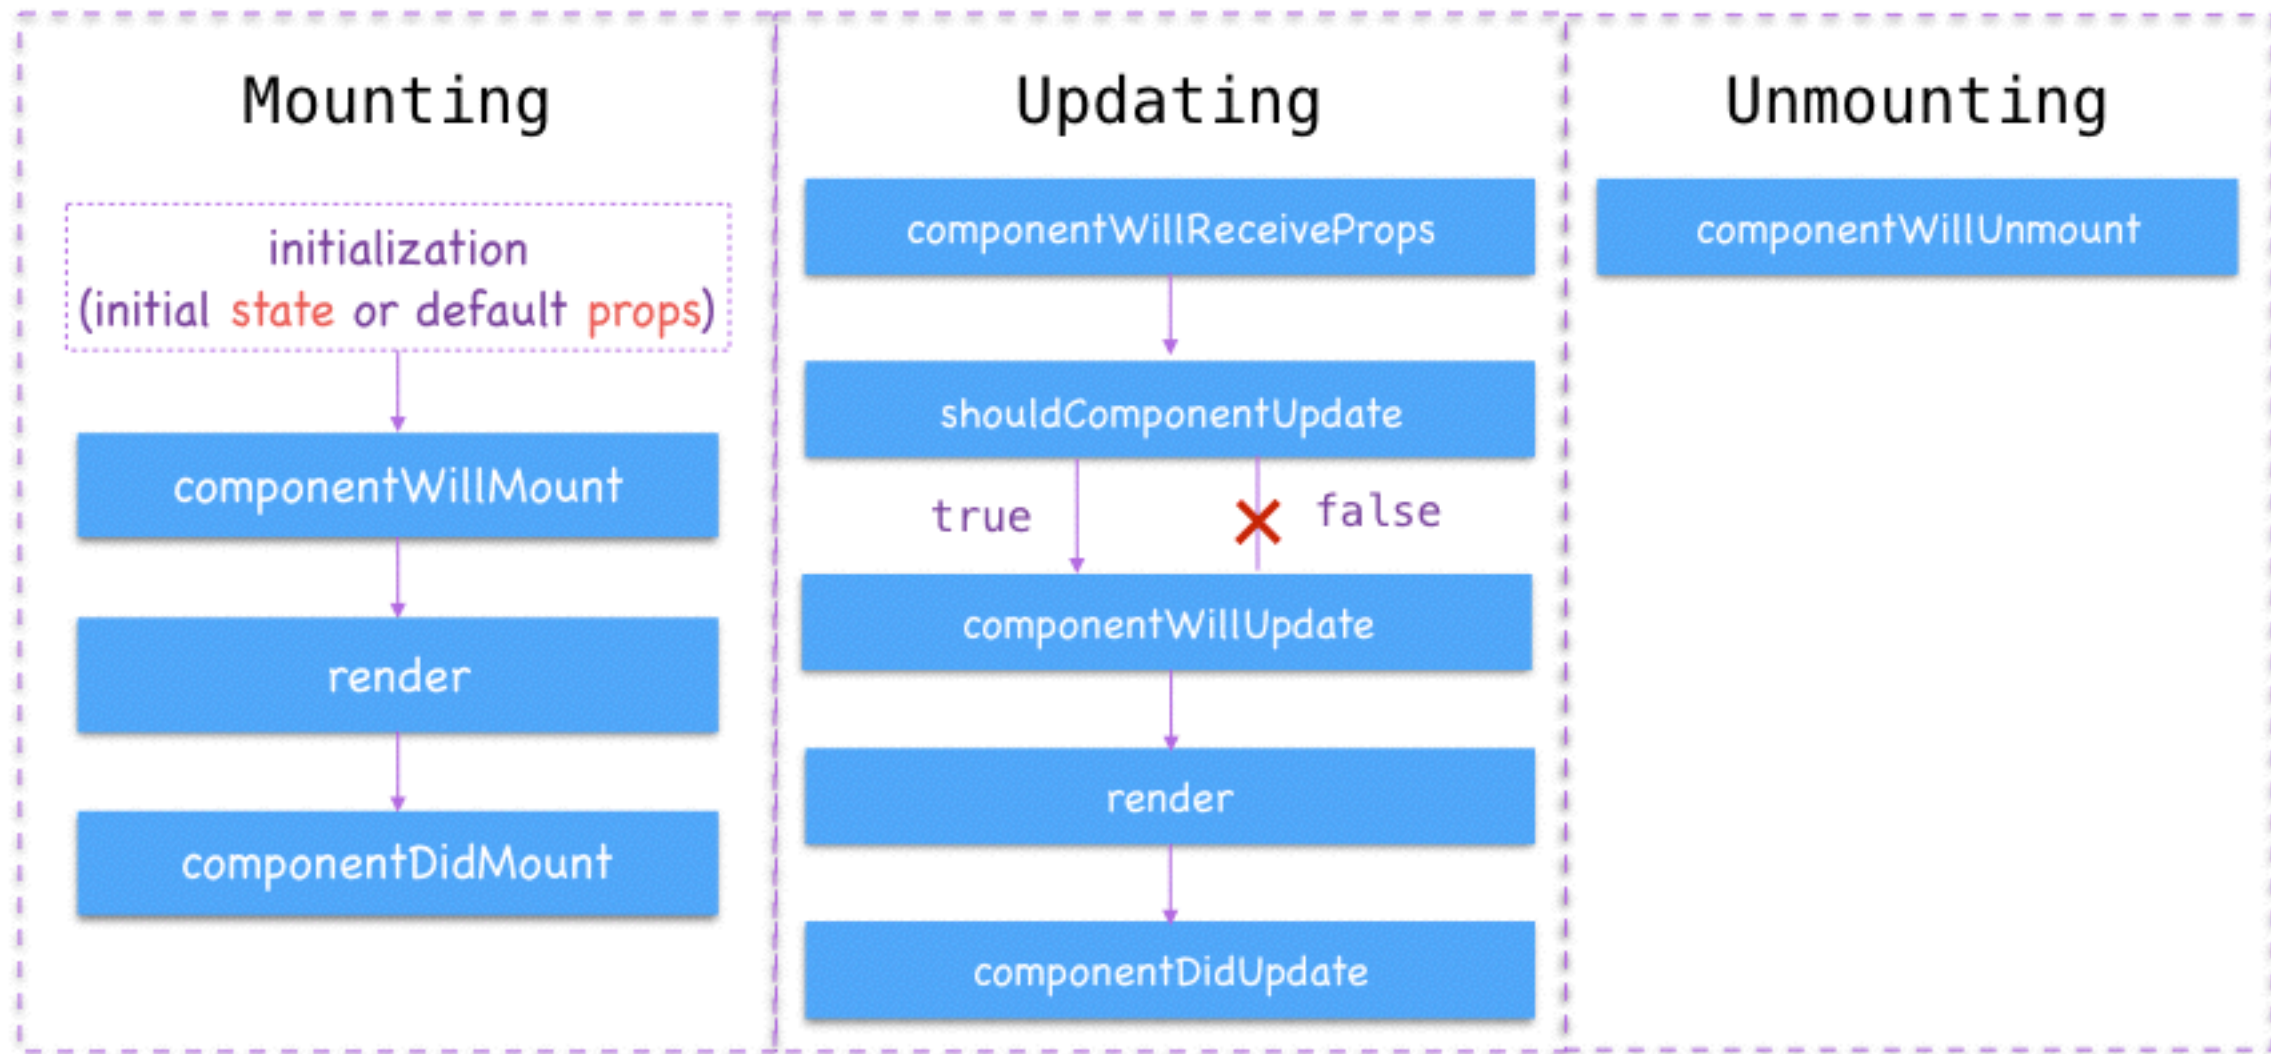 Mounting
initialization
(initial state or default props)
componentWillMount
render
componentDidMount
Updating
componentWillReceiveProps
shouldComponentUpdate
true
false
componentWillUpdate
render
componentDidUpdate
Unmounting
componentWillUnmount